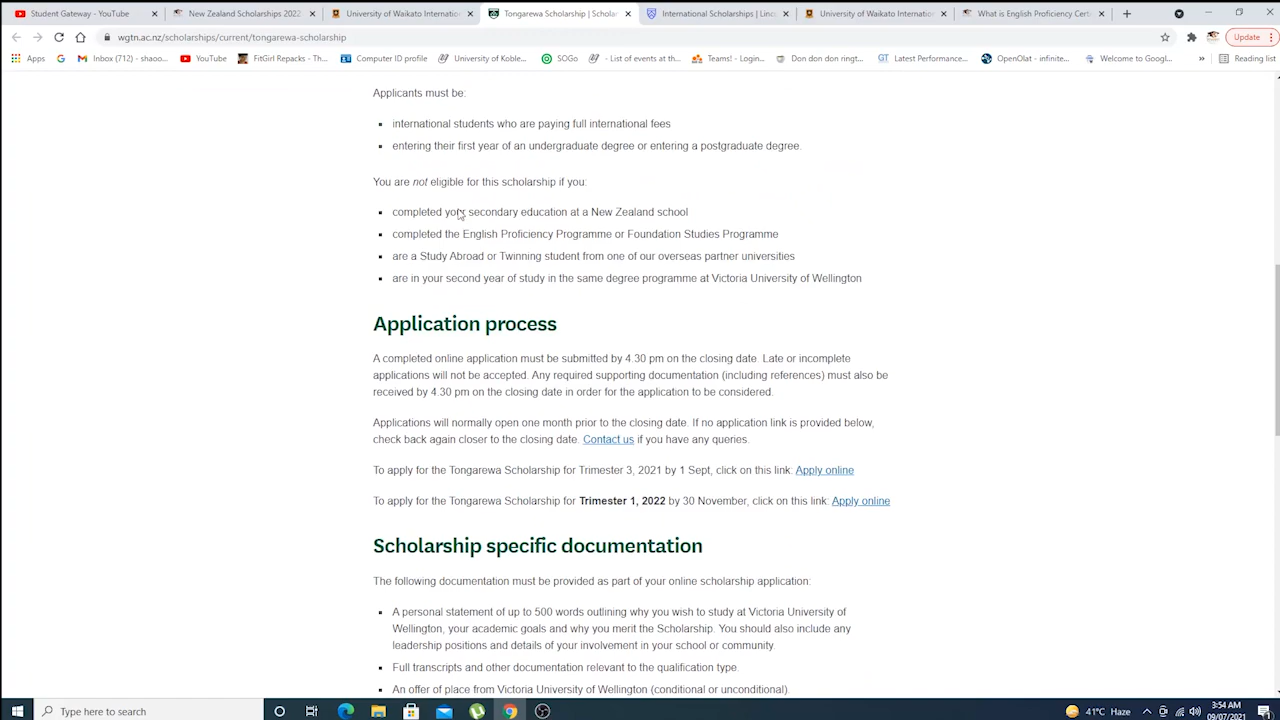 Student Gateway - YouTube
New Zealand Scholarships 2022
University of Waikato Internatio
Tongarewa Scholarship | Scholar
International Scholarships | Linc
University of Waikato Internatio
What is English Proficiency Certi
wgtn.ac.nz/scholarships/current/tongarewa-scholarship
Update
Apps
Inbox (712) - shaoo...
YouTube
FitGirl Repacks - Th...
Computer ID profile
University of Koble...
SOGo
- List of events at th...
Teams! - Login...
Don don don ringt...
GT Latest Performance...
OpenOlat - infinite...
Welcome to Googl...
»
Reading list
Applicants must be:
▪ international students who are paying full international fees
▪ entering their first year of an undergraduate degree or entering a postgraduate degree.
You are not eligible for this scholarship if you:
▪ completed your secondary education at a New Zealand school
▪ completed the English Proficiency Programme or Foundation Studies Programme
▪ are a Study Abroad or Twinning student from one of our overseas partner universities
▪ are in your second year of study in the same degree programme at Victoria University of Wellington
Application process
A completed online application must be submitted by 4.30 pm on the closing date. Late or incomplete
applications will not be accepted. Any required supporting documentation (including references) must also be
received by 4.30 pm on the closing date in order for the application to be considered.
Applications will normally open one month prior to the closing date. If no application link is provided below,
check back again closer to the closing date. Contact us if you have any queries.
To apply for the Tongarewa Scholarship for Trimester 3, 2021 by 1 Sept, click on this link: Apply online
To apply for the Tongarewa Scholarship for Trimester 1, 2022 by 30 November, click on this link: Apply online
Scholarship specific documentation
The following documentation must be provided as part of your online scholarship application:
▪ A personal statement of up to 500 words outlining why you wish to study at Victoria University of
Wellington, your academic goals and why you merit the Scholarship. You should also include any
leadership positions and details of your involvement in your school or community.
▪ Full transcripts and other documentation relevant to the qualification type.
▪ An offer of place from Victoria University of Wellington (conditional or unconditional).
Type here to search
41°C Haze
3:54 AM
09/07/2021